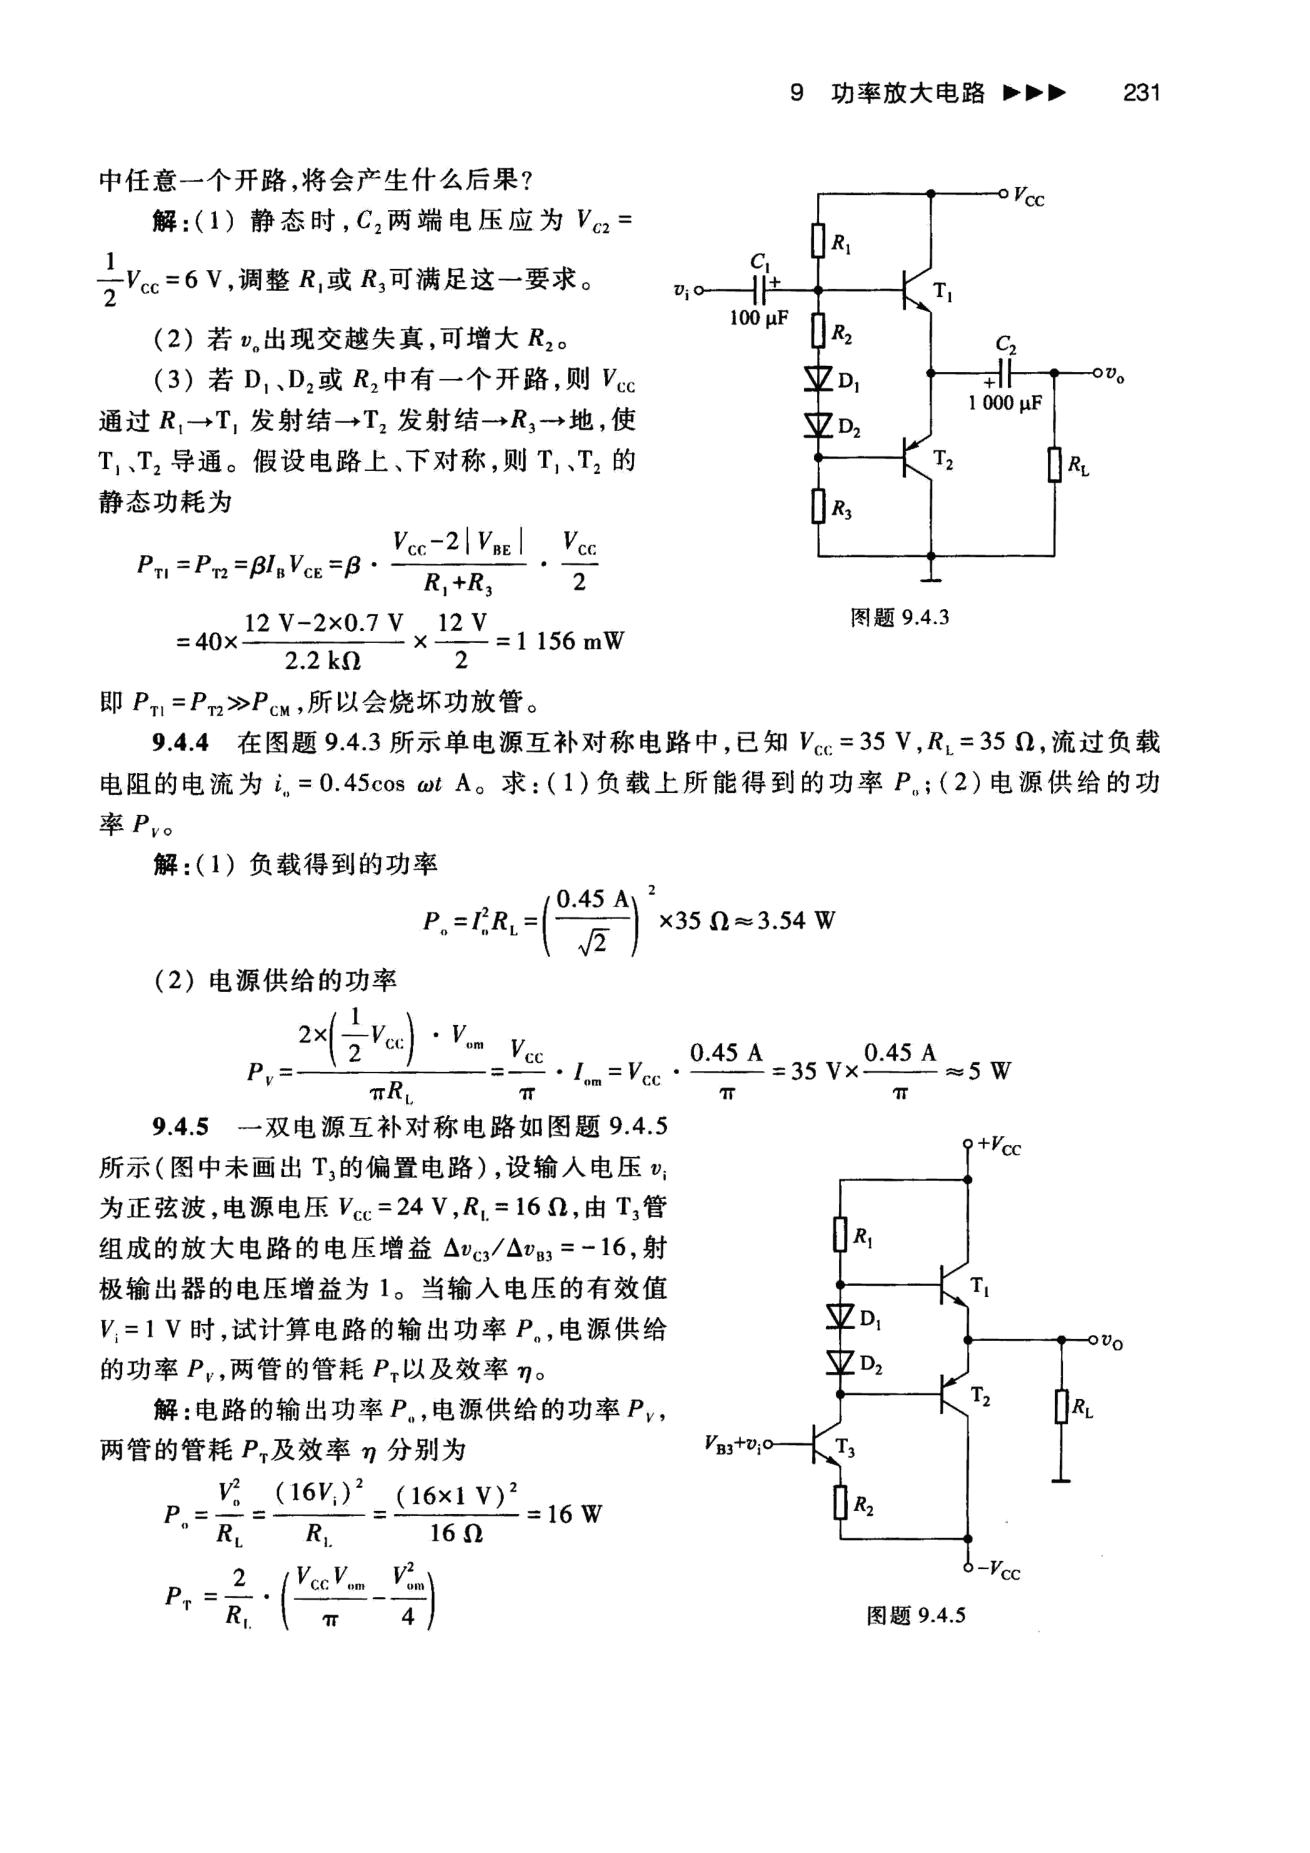 9 功率放大电路 ▶▶▶ 231
中任意一个开路,将会产生什么后果?
解:(1) 静态时,C₂两端电压应为 V_C2 =
1/2 V_CC = 6 V,调整 R₁或 R₃可满足这一要求。
(2) 若 v_o出现交越失真,可增大 R₂。
(3) 若 D₁、D₂或 R₂中有一个开路,则 V_CC
通过 R₁→T₁ 发射结→T₂ 发射结→R₃→地,使
T₁、T₂ 导通。假设电路上、下对称,则 T₁、T₂ 的
静态功耗为
P_T1 = P_T2 = βI_B V_CE = β · (V_CC-2|V_BE|)/(R₁+R₃) · V_CC/2
= 40× (12 V-2×0.7 V)/(2.2 kΩ) × 12 V/2 = 1 156 mW
即 P_T1 = P_T2 ≫ P_CM ,所以会烧坏功放管。
V_CC
R₁
C₁
+
v_i
100 μF
T₁
R₂
D₁
C₂
+
v_o
1 000 μF
D₂
T₂
R_L
R₃
图题 9.4.3
9.4.4 在图题 9.4.3 所示单电源互补对称电路中,已知 V_CC = 35 V,R_L = 35 Ω,流过负载
电阻的电流为 i_o = 0.45cos ωt A。求:(1)负载上所能得到的功率 P_o;(2)电源供给的功
率 P_V。
解:(1) 负载得到的功率
P_o = I_o² R_L = (0.45 A/√2)² ×35 Ω≈3.54 W
(2) 电源供给的功率
P_V = 2×(1/2 V_CC) · V_om / πR_L = V_CC/π · I_om = V_CC · 0.45 A/π = 35 V× 0.45 A/π ≈5 W
9.4.5 一双电源互补对称电路如图题 9.4.5
所示(图中未画出 T₃的偏置电路),设输入电压 v_i
为正弦波,电源电压 V_CC = 24 V,R_L = 16 Ω,由 T₃管
组成的放大电路的电压增益 Δv_C3/Δv_B3 = -16,射
极输出器的电压增益为 1。当输入电压的有效值
V_i = 1 V 时,试计算电路的输出功率 P_o,电源供给
的功率 P_V,两管的管耗 P_T以及效率 η。
解:电路的输出功率 P_o,电源供给的功率 P_V,
两管的管耗 P_T及效率 η 分别为
P_o = V_o²/R_L = (16V_i)²/R_L = (16×1 V)²/16 Ω = 16 W
P_T = 2/R_L · (V_CC V_om/π - V_om²/4)
+V_CC
R₁
T₁
D₁
v_O
D₂
T₂
R_L
V_B3+v_i
T₃
R₂
-V_CC
图题 9.4.5